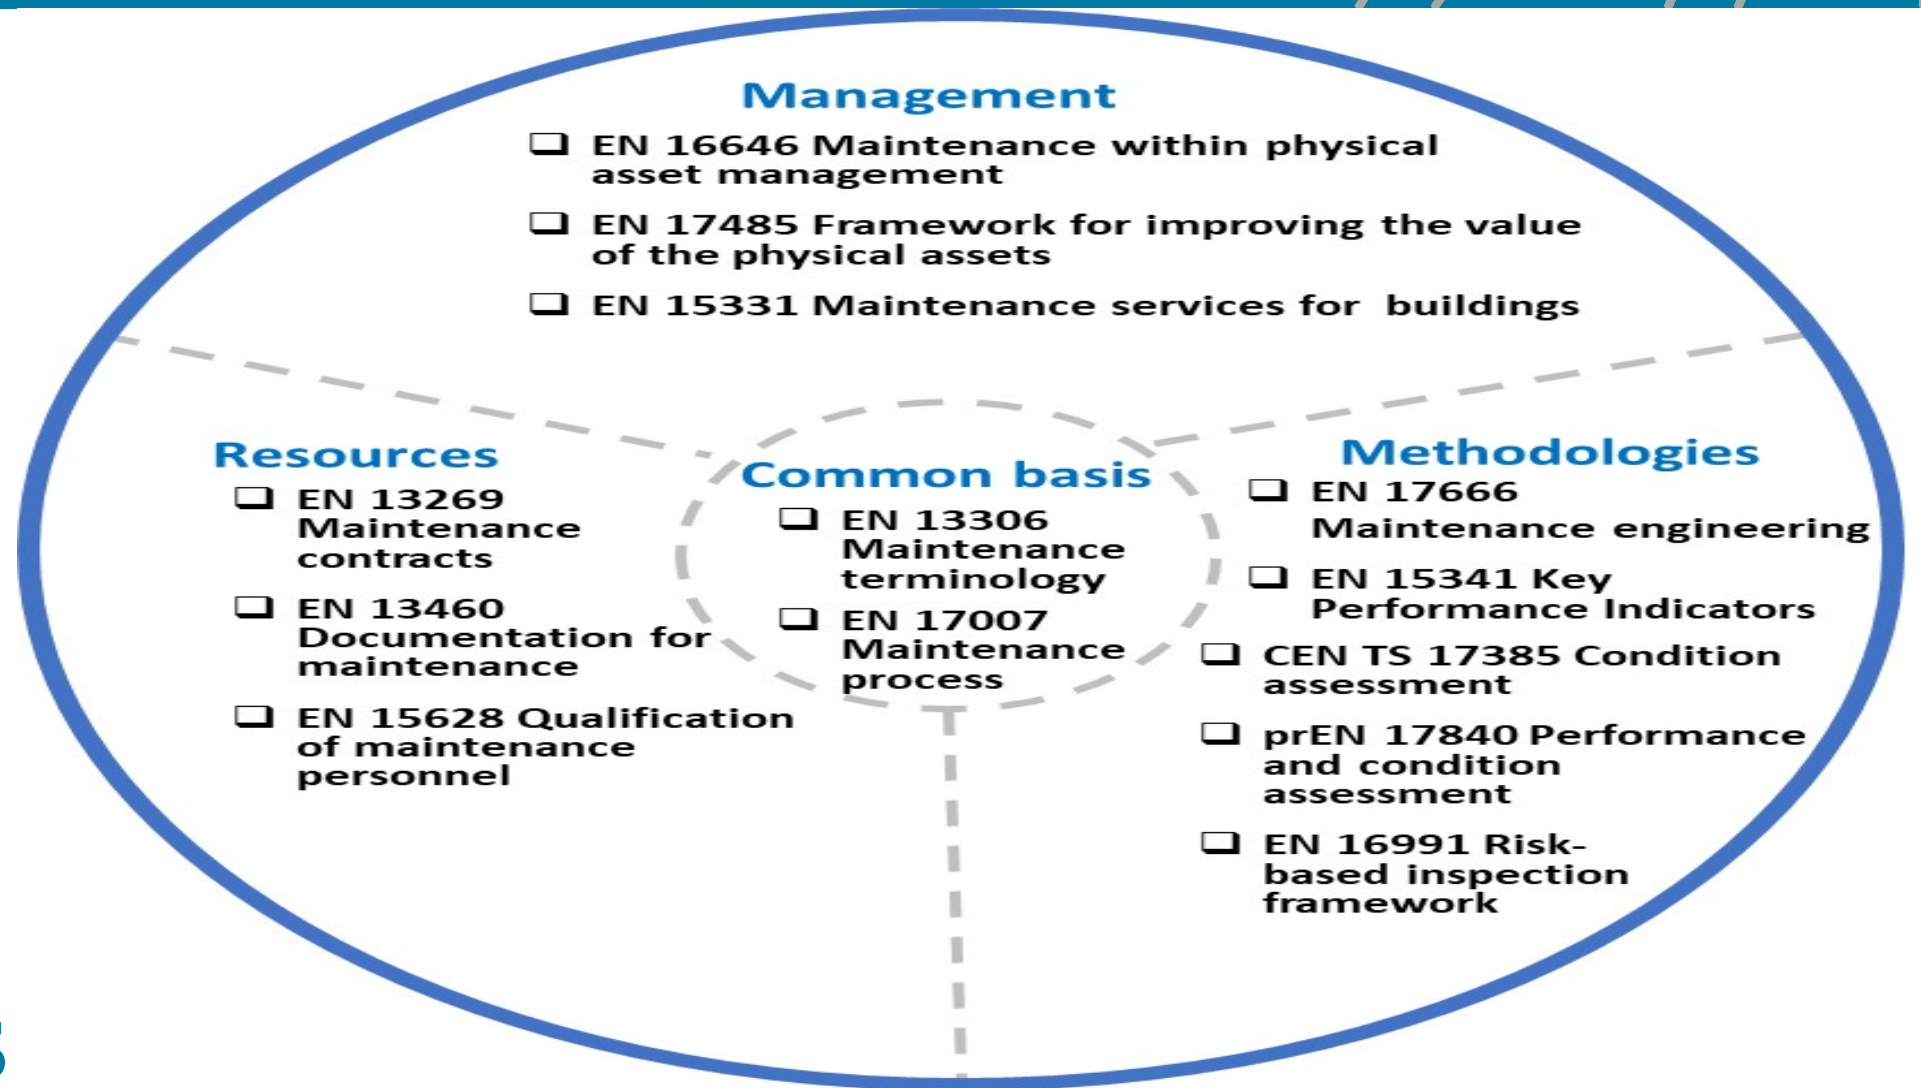 Management
❑ EN 16646 Maintenance within physical
asset management
❑ EN 17485 Framework for improving the value
of the physical assets
❑ EN 15331 Maintenance services for buildings
Resources
❑ EN 13269
Maintenance
contracts
❑ EN 13460
Documentation for
maintenance
❑ EN 15628 Qualification
of maintenance
personnel
Common basis
❑ EN 13306
Maintenance
terminology
❑ EN 17007
Maintenance
process
Methodologies
❑ EN 17666
Maintenance engineering
❑ EN 15341 Key
Performance Indicators
❑ CEN TS 17385 Condition
assessment
❑ prEN 17840 Performance
and condition
assessment
❑ EN 16991 Risk-
based inspection
framework